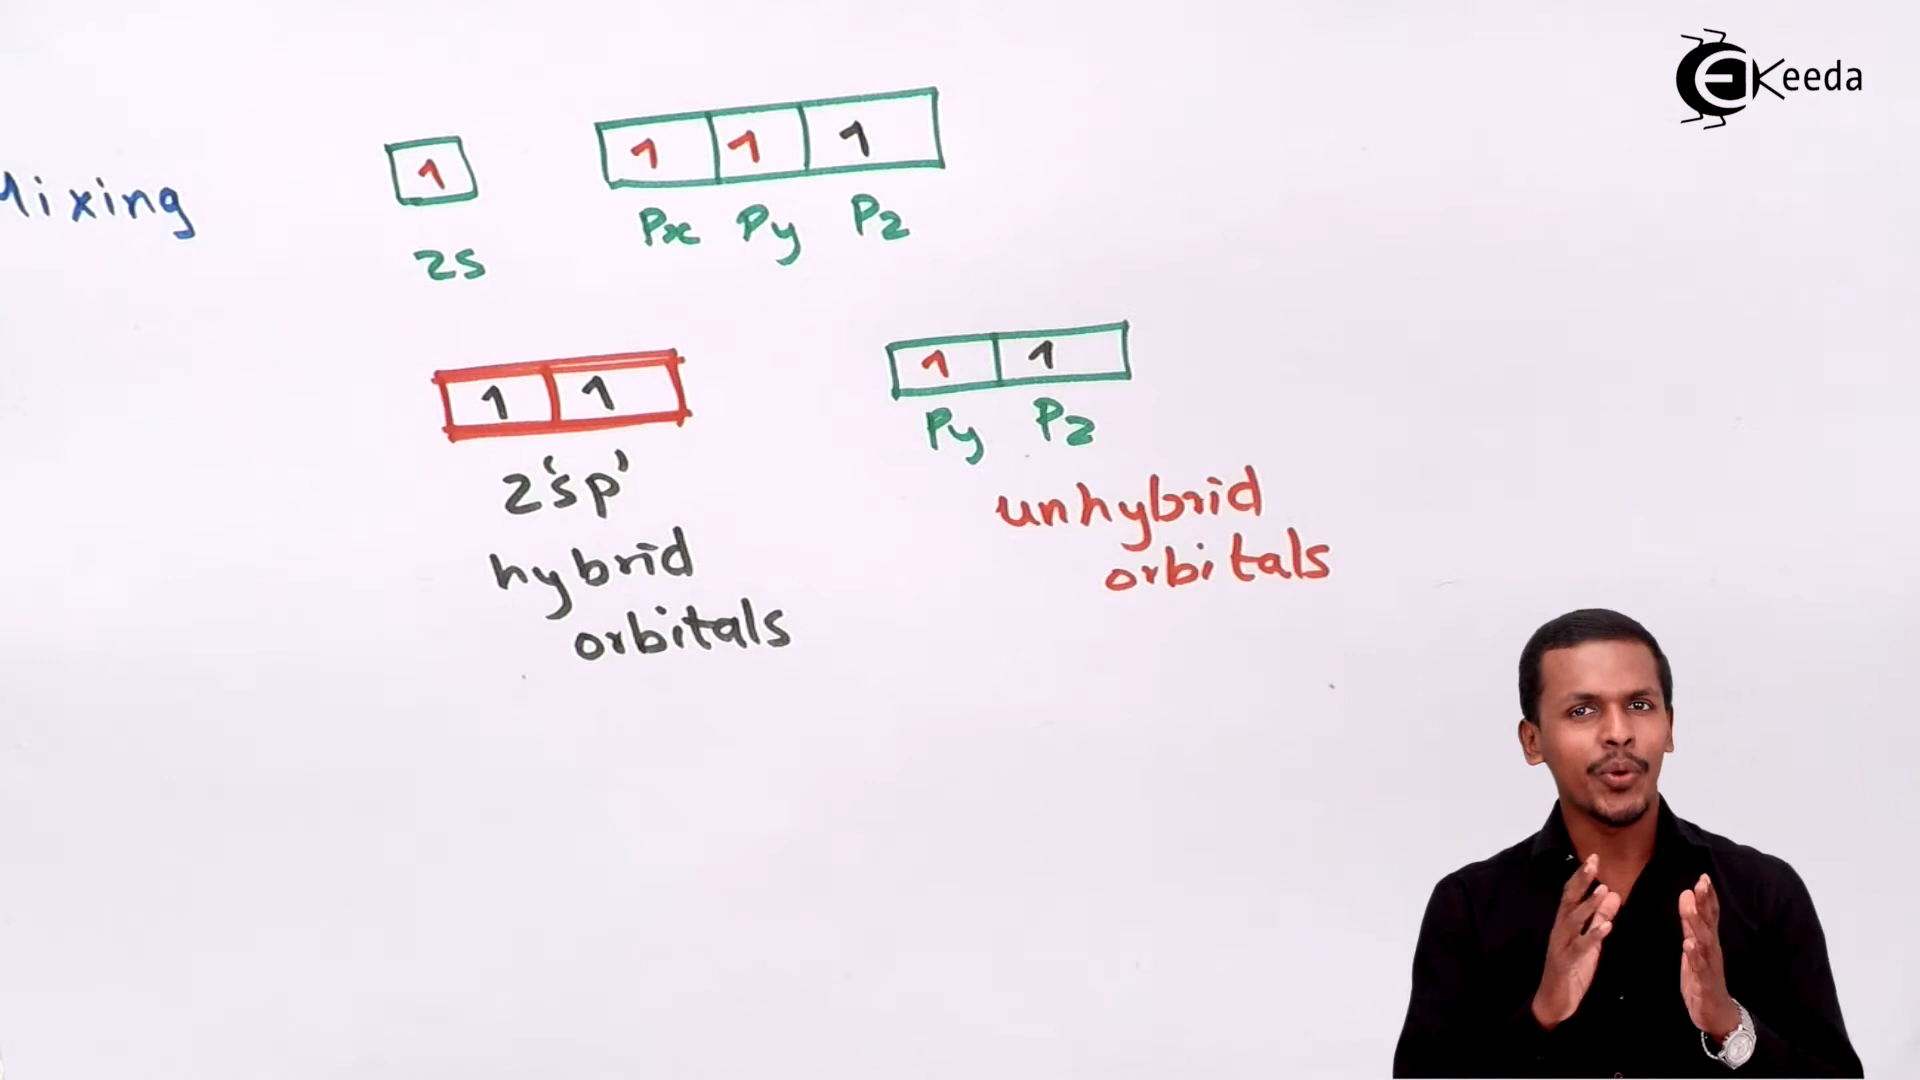 Keeda
1 1 1 1
Mixing
Px Py Pz
2s
1 1 1 1
Py Pz
2 'sp'
unhybrid
hybrid
orbitals
orbitals